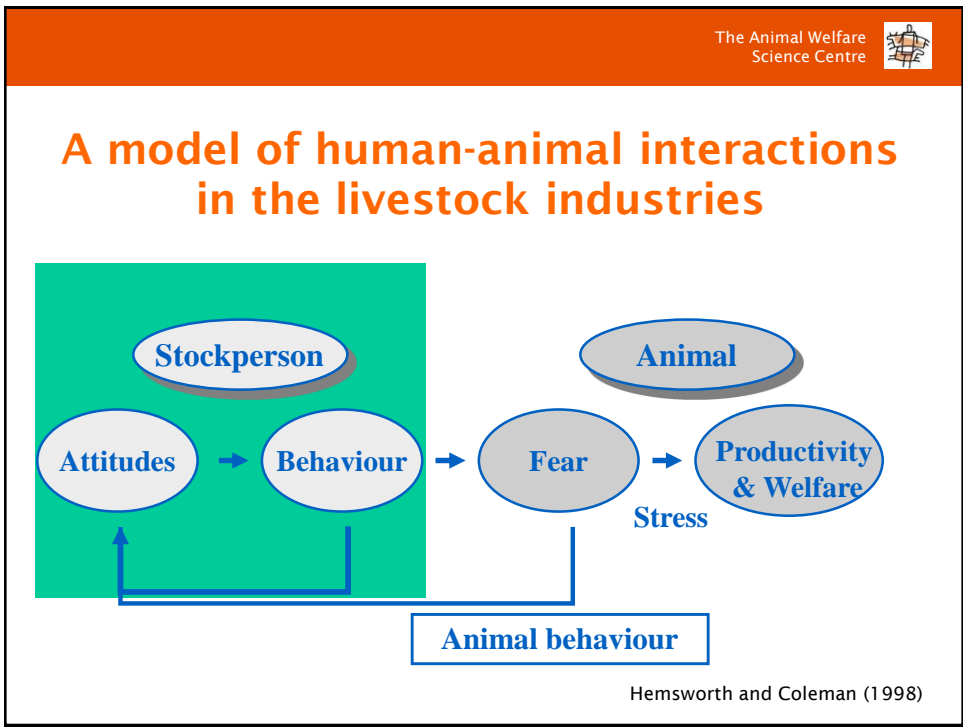 The Animal Welfare
Science Centre
A model of human-animal interactions
in the livestock industries
Stockperson
Animal
Attitudes
Behaviour
Fear
Productivity
& Welfare
Stress
Animal behaviour
Hemsworth and Coleman (1998)